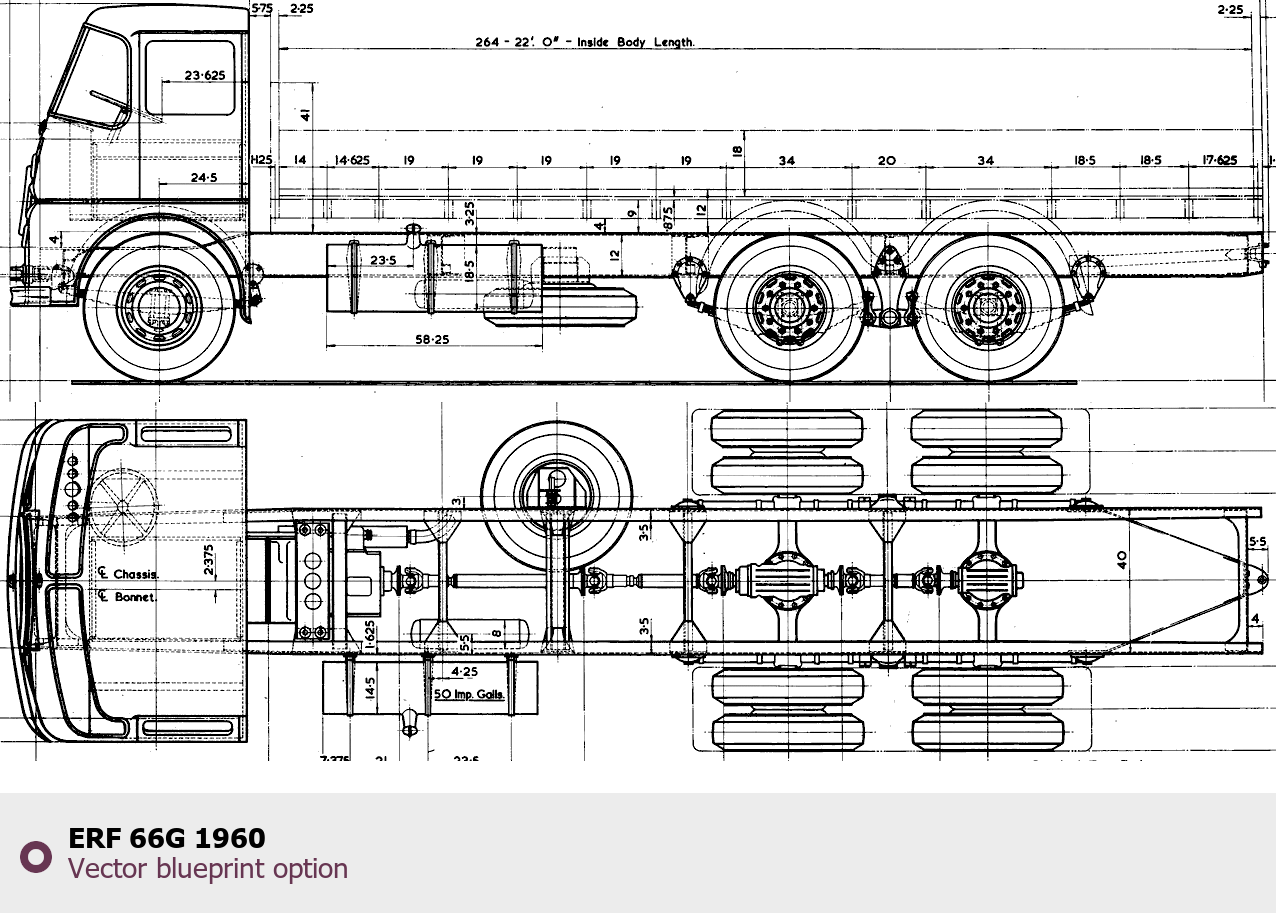 5·75 2·25 2·25
264 - 22'. 0" - Inside Body Length.
23·625
41
18
14 14·625 19 19 19 19 19 34 20 34 18·5 18·5 17·625
24·5
3·25 4 9 ·875 12
4
23·5 18·5 12
58·25
3
3·5
2·375
℄ Chassis.
℄ Bonnet.
40
5·5
1·625 5·5 8 3·5
4
14·5 4·25
50 Imp. Galls.
7·375 21 23·5
ERF 66G 1960
Vector blueprint option